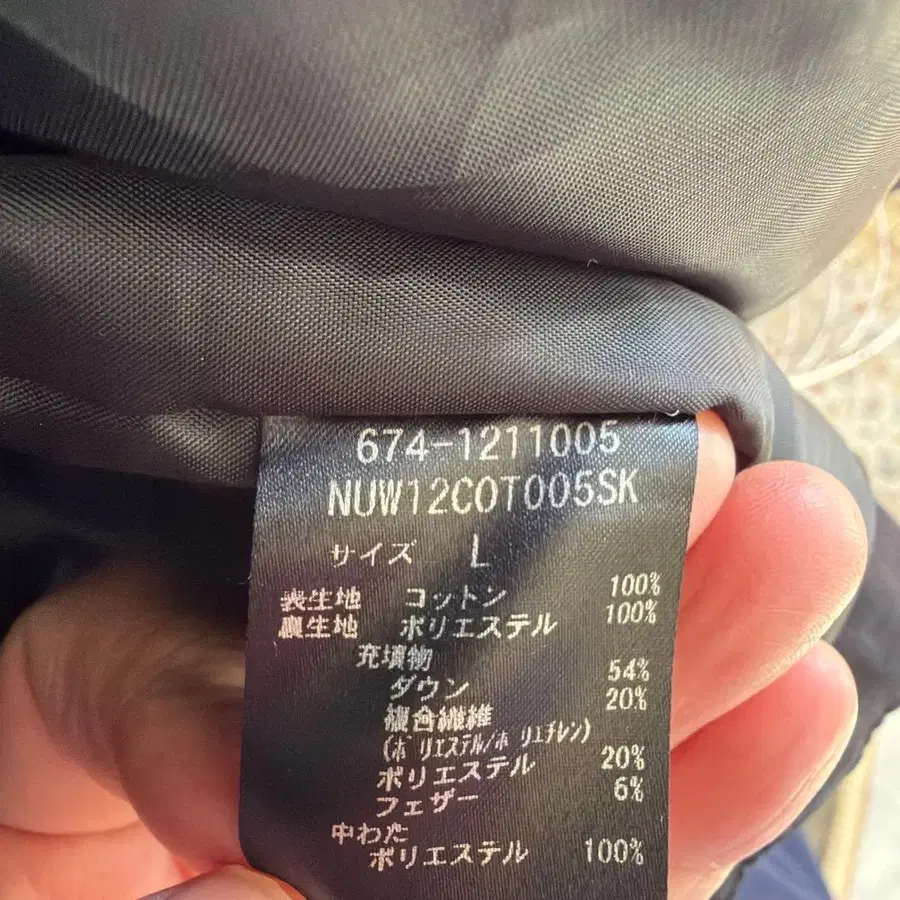 674-1211005
NUW12COT005SK
サイズ L
表生地 コットン 100%
裏生地 ポリエステル 100%
充填物
ダウン 54%
複合繊維 20%
(ポリエステル/ポリエチレン)
ポリエステル 20%
フェザー 6%
中わた
ポリエステル 100%